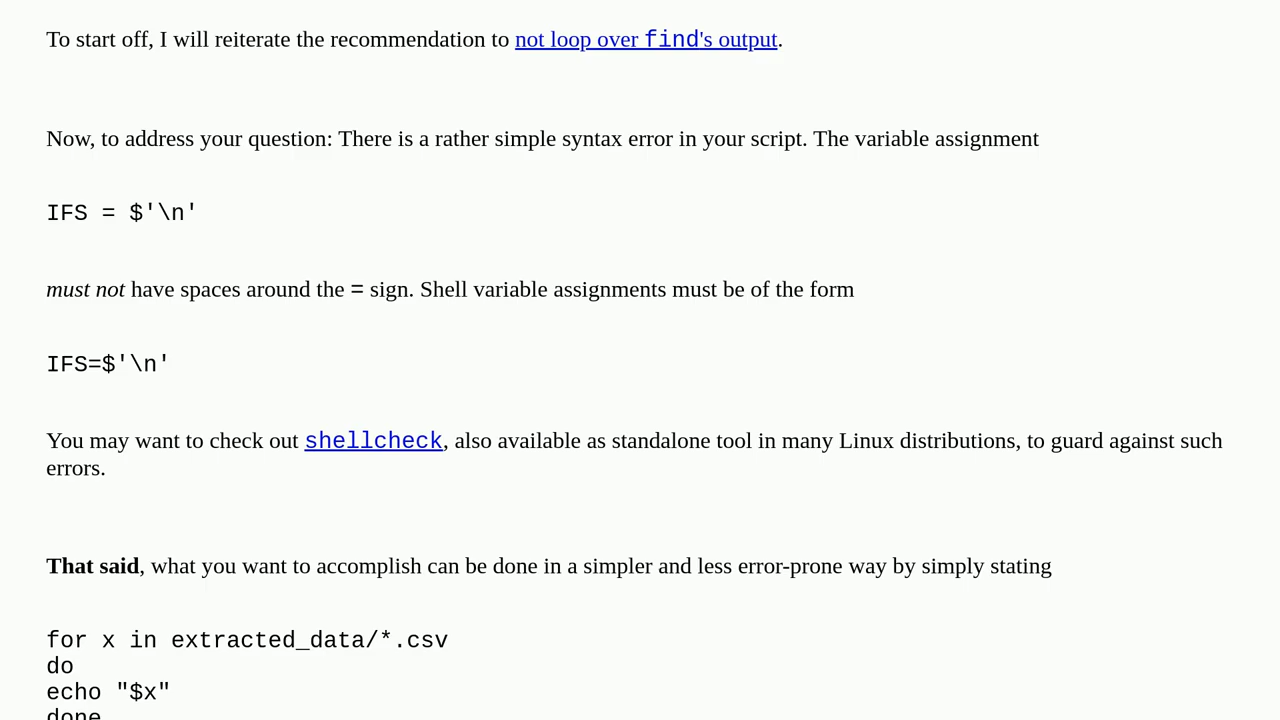 To start off, I will reiterate the recommendation to not loop over find's output.
Now, to address your question: There is a rather simple syntax error in your script. The variable assignment
IFS = $'\n'
must not have spaces around the = sign. Shell variable assignments must be of the form
IFS=$'\n'
You may want to check out shellcheck, also available as standalone tool in many Linux distributions, to guard against such
errors.
That said, what you want to accomplish can be done in a simpler and less error-prone way by simply stating
for x in extracted_data/*.csv
do
echo "$x"
done